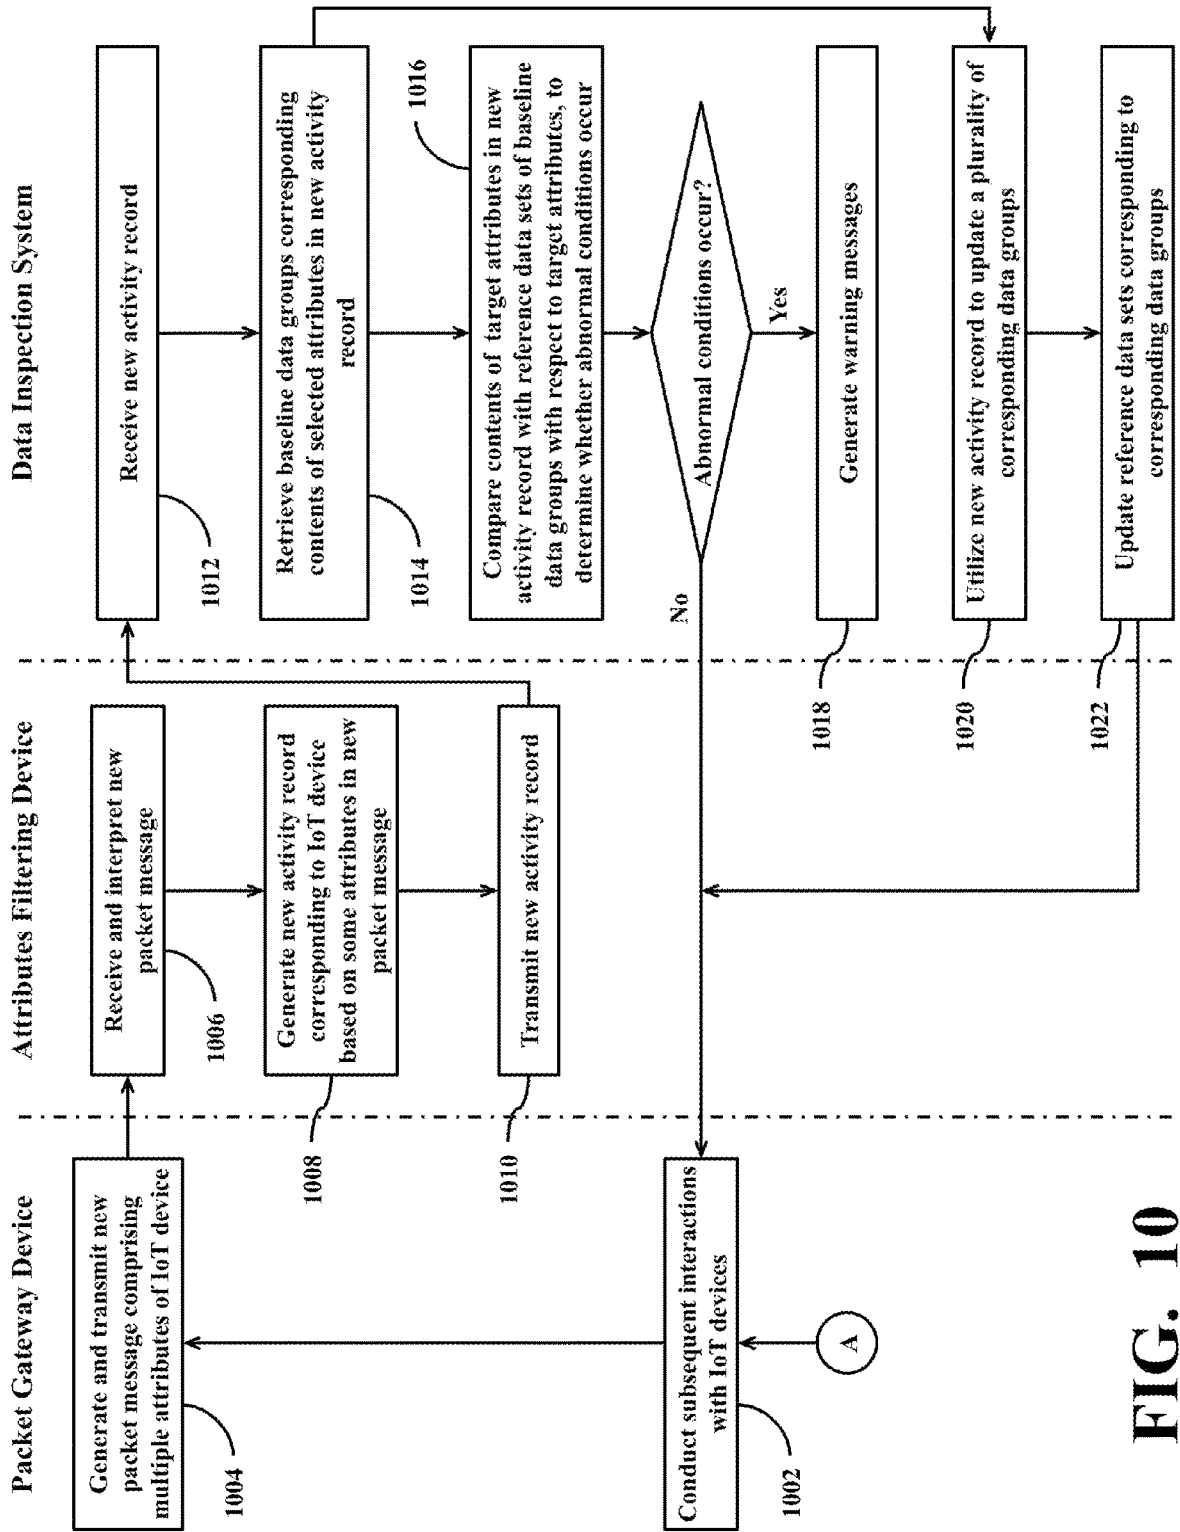 Packet Gateway Device
Generate and transmit new
packet message comprising
multiple attributes of IoT device
1004
Conduct subsequent interactions
with IoT devices
1002
A
Attributes Filtering Device
Receive and interpret new
packet message
1006
Generate new activity record
corresponding to IoT device
based on some attributes in new
packet message
1008
Transmit new activity record
1010
Data Inspection System
Receive new activity record
1012
Retrieve baseline data groups corresponding
contents of selected attributes in new activity
record
1014
Compare contents of target attributes in new
activity record with reference data sets of baseline
data groups with respect to target attributes, to
determine whether abnormal conditions occur
1016
Abnormal conditions occur?
No
Yes
Generate warning messages
1018
Utilize new activity record to update a plurality of
corresponding data groups
1020
Update reference data sets corresponding to
corresponding data groups
1022
FIG. 10